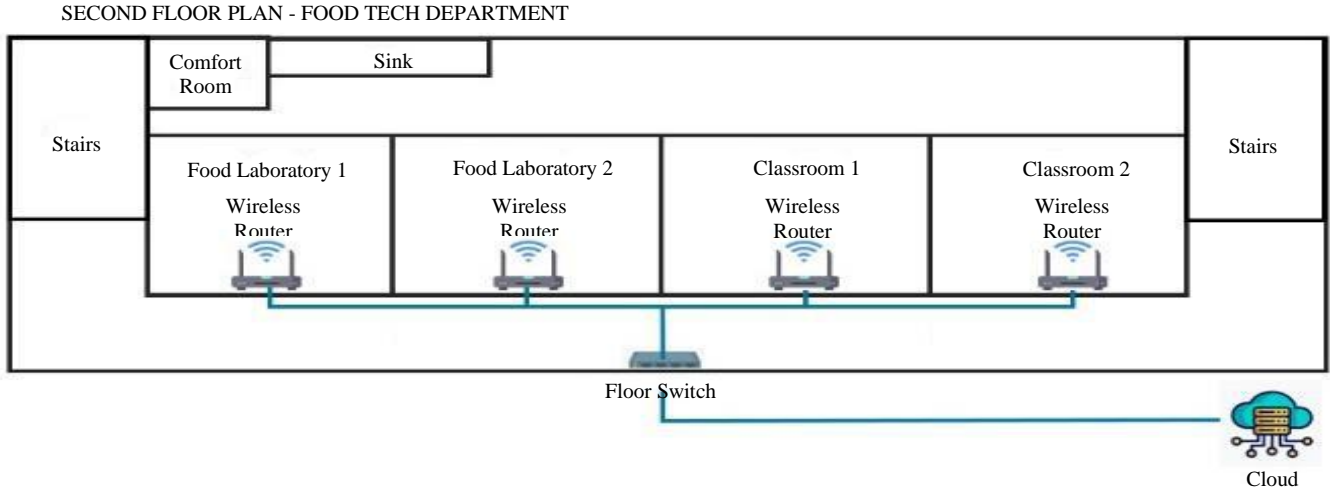 SECOND FLOOR PLAN - FOOD TECH DEPARTMENT
Comfort
Room
Sink
Stairs
Stairs
Food Laboratory 1
Wireless
Router
Food Laboratory 2
Wireless
Router
Classroom 1
Wireless
Router
Classroom 2
Wireless
Router
Floor Switch
Cloud